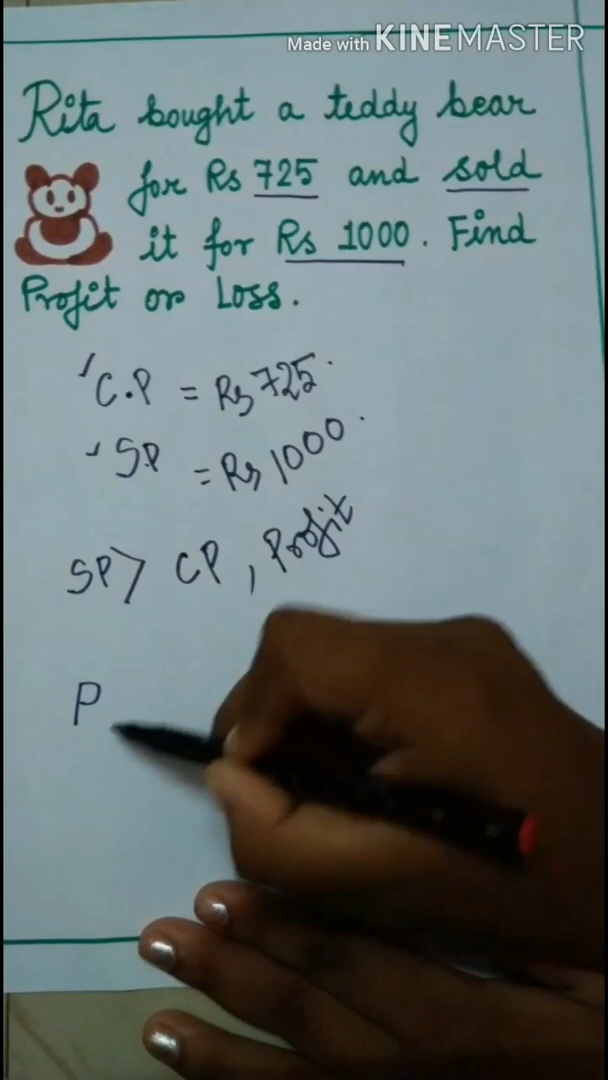 Made with KINEMASTER
Rita bought a teddy bear
for Rs 725 and sold
it for Rs 1000. Find
Profit or Loss.
C.P = Rs 725.
S.P = Rs 1000.
SP > CP, Profit
P